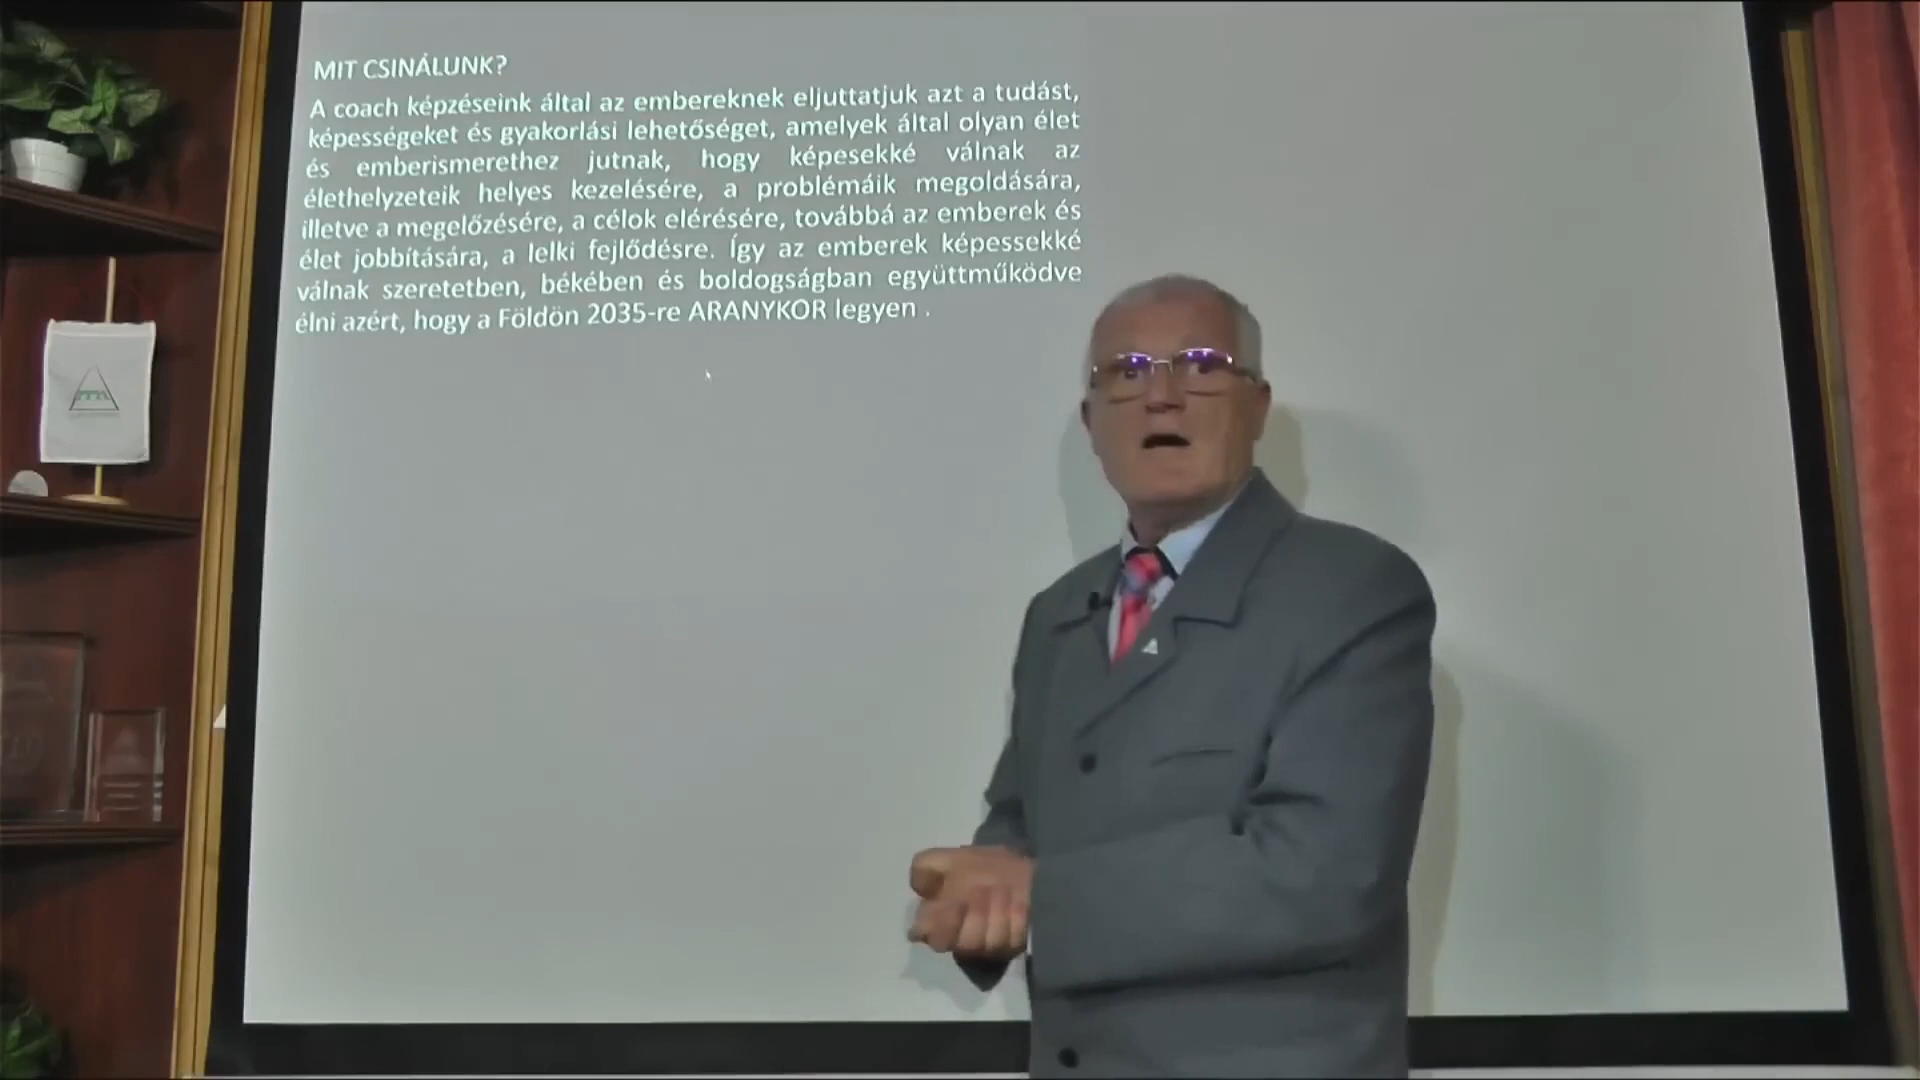 MIT CSINÁLUNK?
A coach képzéseink által az embereknek eljuttatjuk azt a tudást,
képességeket és gyakorlási lehetőséget, amelyek által olyan élet
és emberismerethez jutnak, hogy képesekké válnak az
élethelyzeteik helyes kezelésére, a problémáik megoldására,
illetve a megelőzésére, a célok elérésére, továbbá az emberek és
élet jobbítására, a lelki fejlődésre. Így az emberek képessekké
válnak szeretetben, békében és boldogságban együttműködve
élni azért, hogy a Földön 2035-re ARANYKOR legyen .